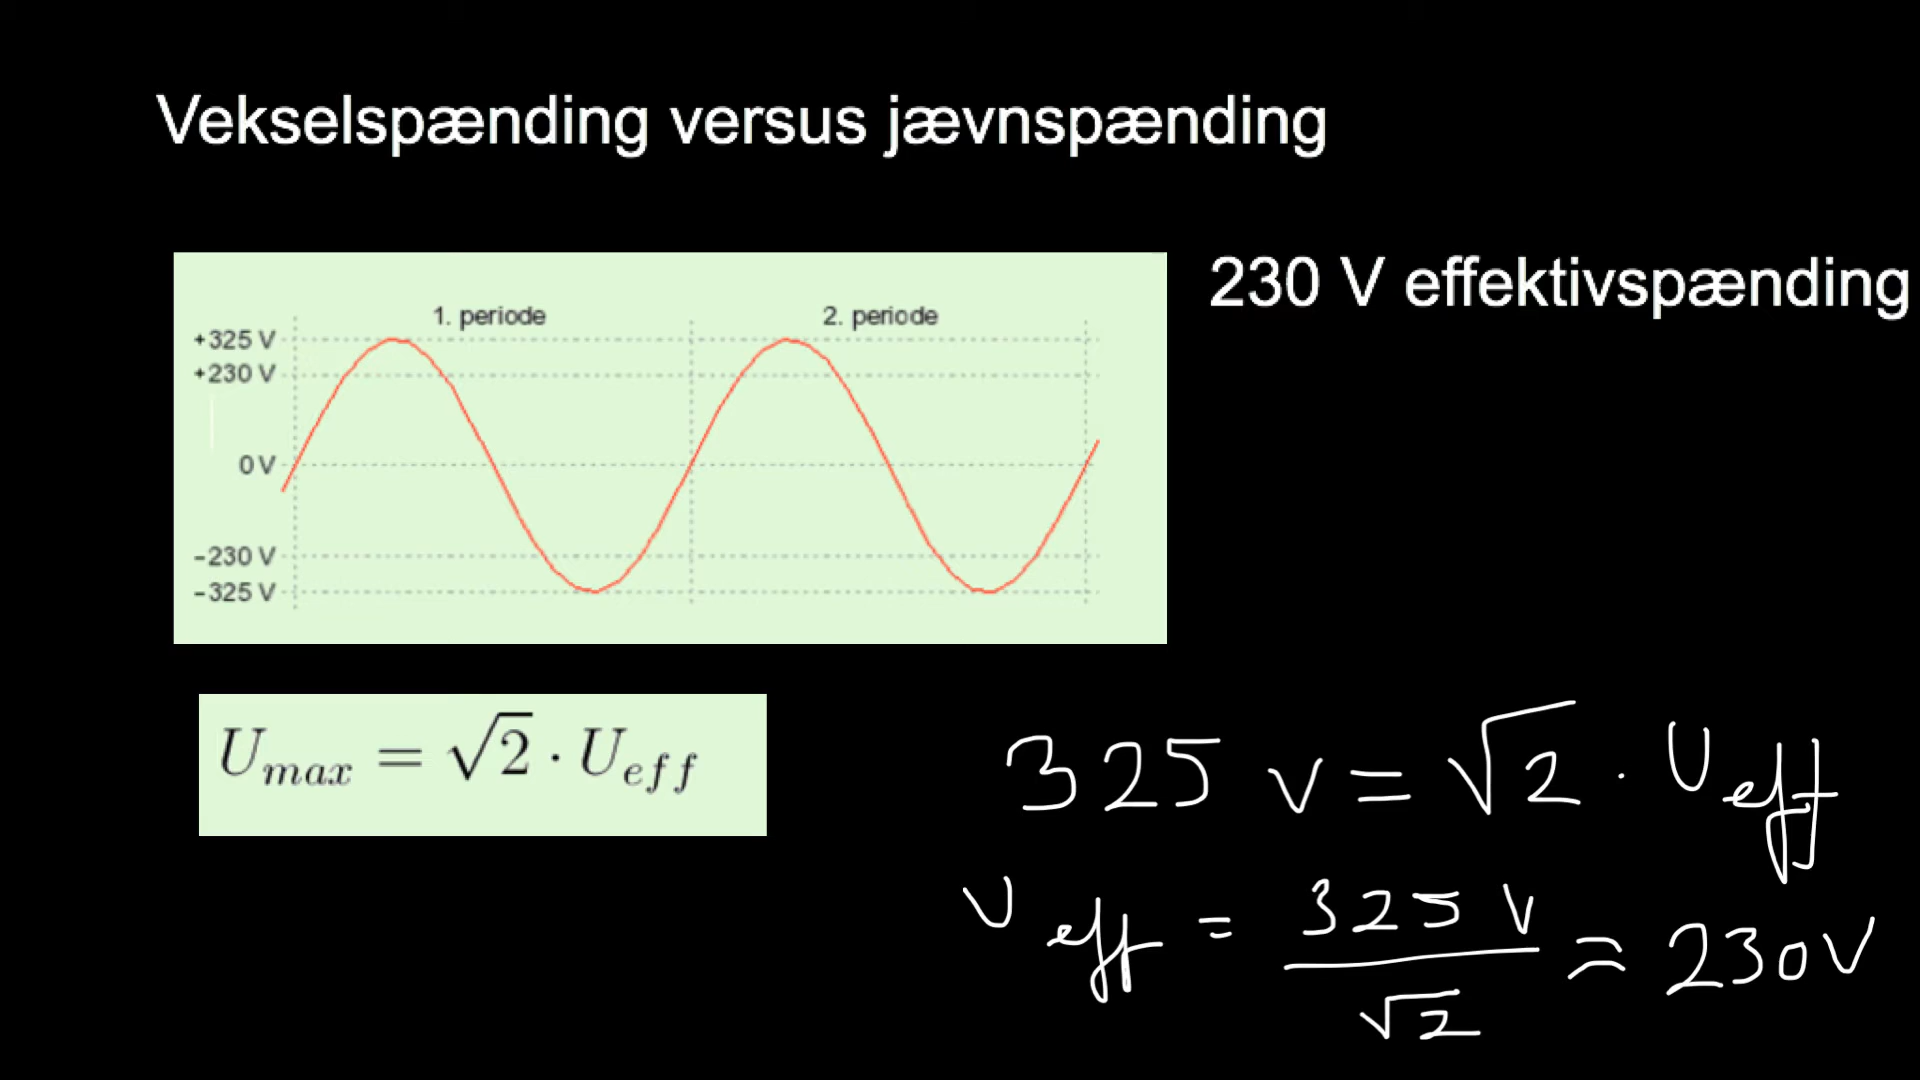 Vekselspænding versus jævnspænding
230 V effektivspænding
1. periode 2. periode
+325 V
+230 V
0 V
−230 V
−325 V
U_max = √2 · U_eff
325 V = √2 · U_eff
U_eff = 325 V / √2 = 230 V